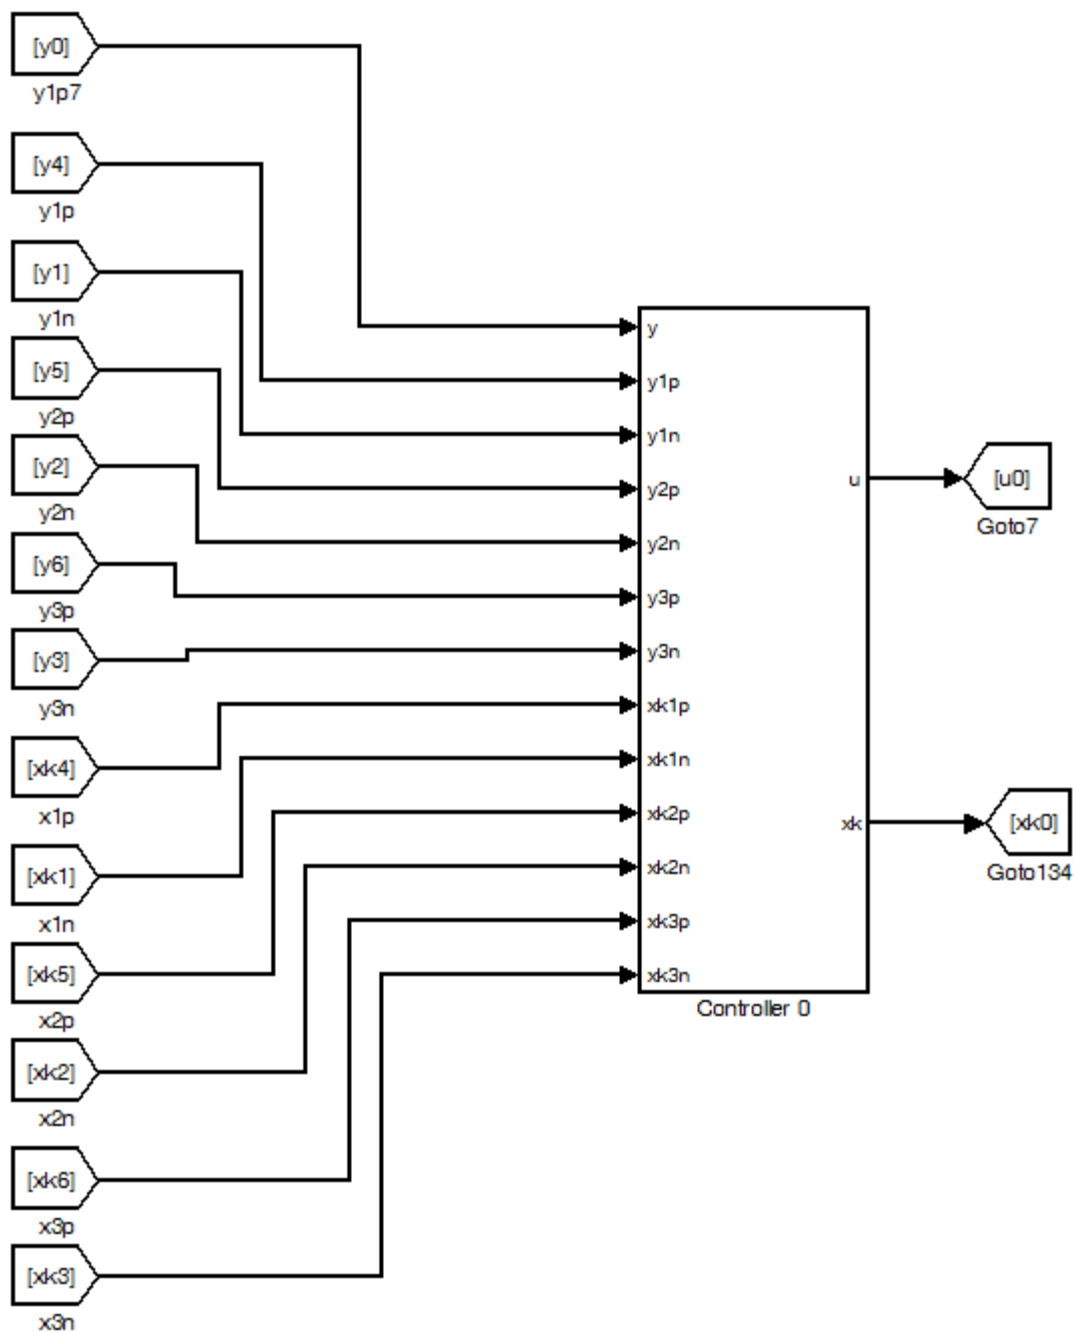 [y0]
y1p7
[y4]
y1p
[y1]
y1n
[y5]
y2p
[y2]
y2n
[y6]
y3p
[y3]
y3n
[xk4]
x1p
[xk1]
x1n
[xk5]
x2p
[xk2]
x2n
[xk6]
x3p
[xk3]
x3n
y
y1p
y1n
y2p
y2n
y3p
y3n
xk1p
xk1n
xk2p
xk2n
xk3p
xk3n
u
xk
Controller 0
[u0]
Goto7
[xk0]
Goto134